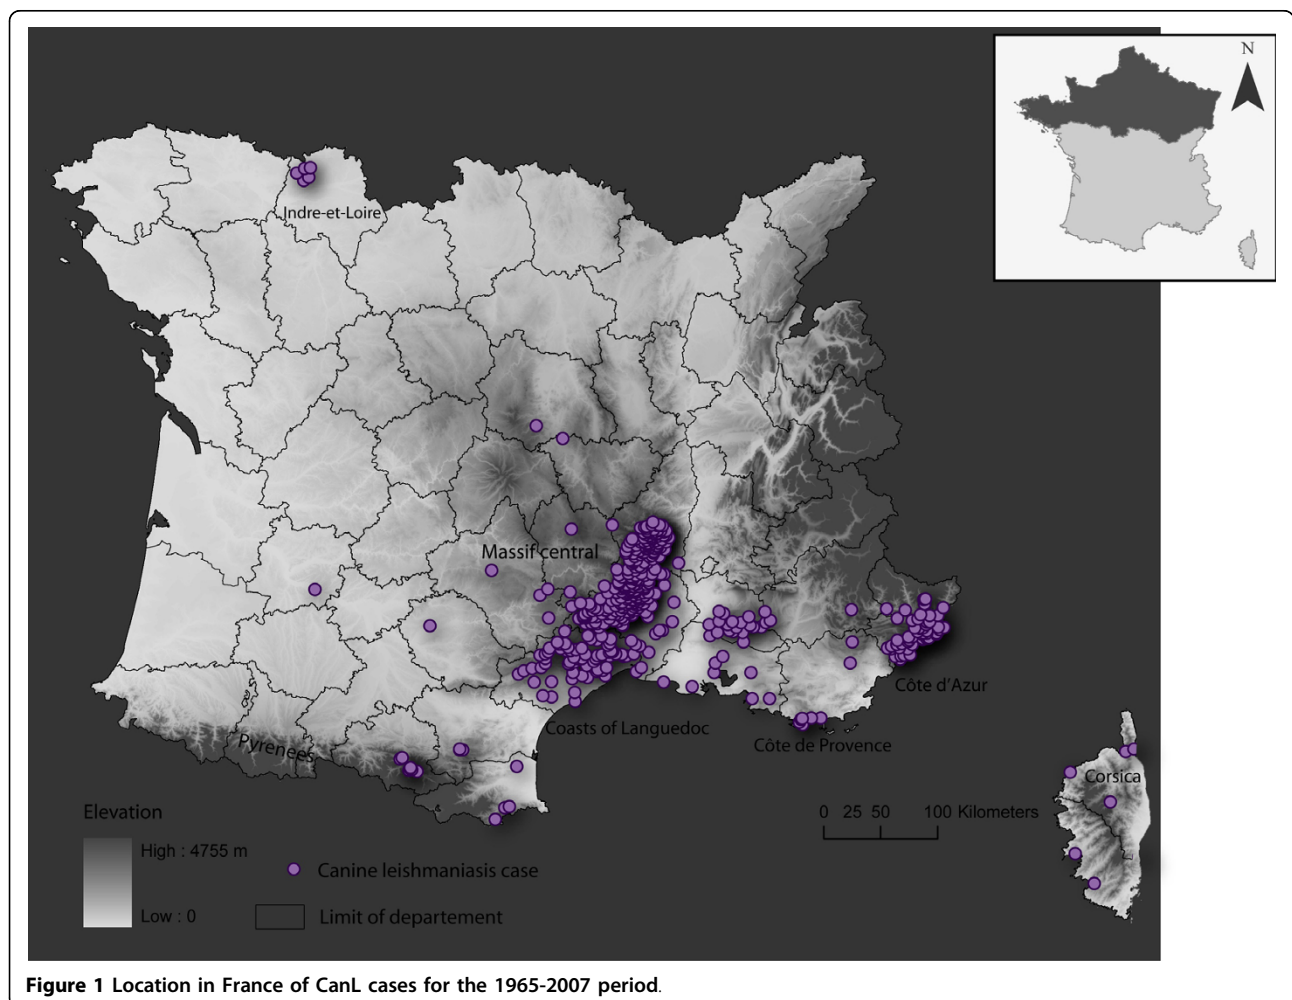 N
Indre-et-Loire
Massif central
Côte d'Azur
Coasts of Languedoc
Côte de Provence
Pyrenees
Corsica
Elevation
High : 4755 m
Low : 0
Canine leishmaniasis case
Limit of departement
0 25 50 100 Kilometers
Figure 1 Location in France of CanL cases for the 1965-2007 period.